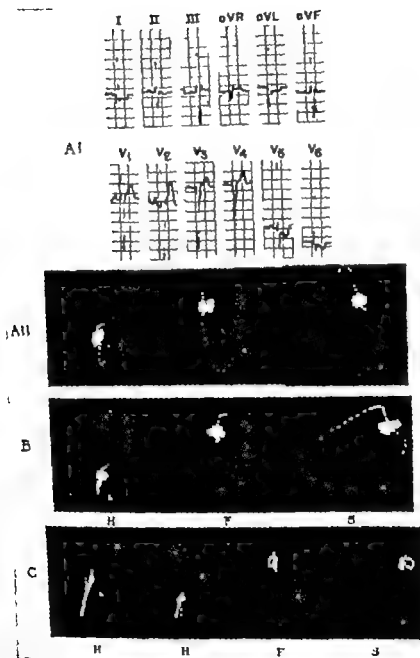 I II III aVR aVL aVF
AI
V1 V2 V3 V4 V5 V6
AII
B
H F S
C
H H F S